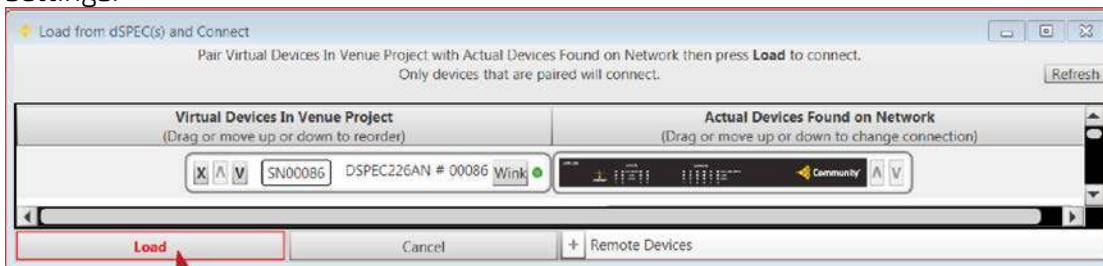 settings.
Load from dSPEC(s) and Connect
Pair Virtual Devices In Venue Project with Actual Devices Found on Network then press Load to connect.
Only devices that are paired will connect.
Refresh
Virtual Devices In Venue Project
(Drag or move up or down to reorder)
Actual Devices Found on Network
(Drag or move up or down to change connection)
X Λ V SN00086 DSPEC226AN # 00086 Wink
Community Λ V
Load
Cancel
+ Remote Devices